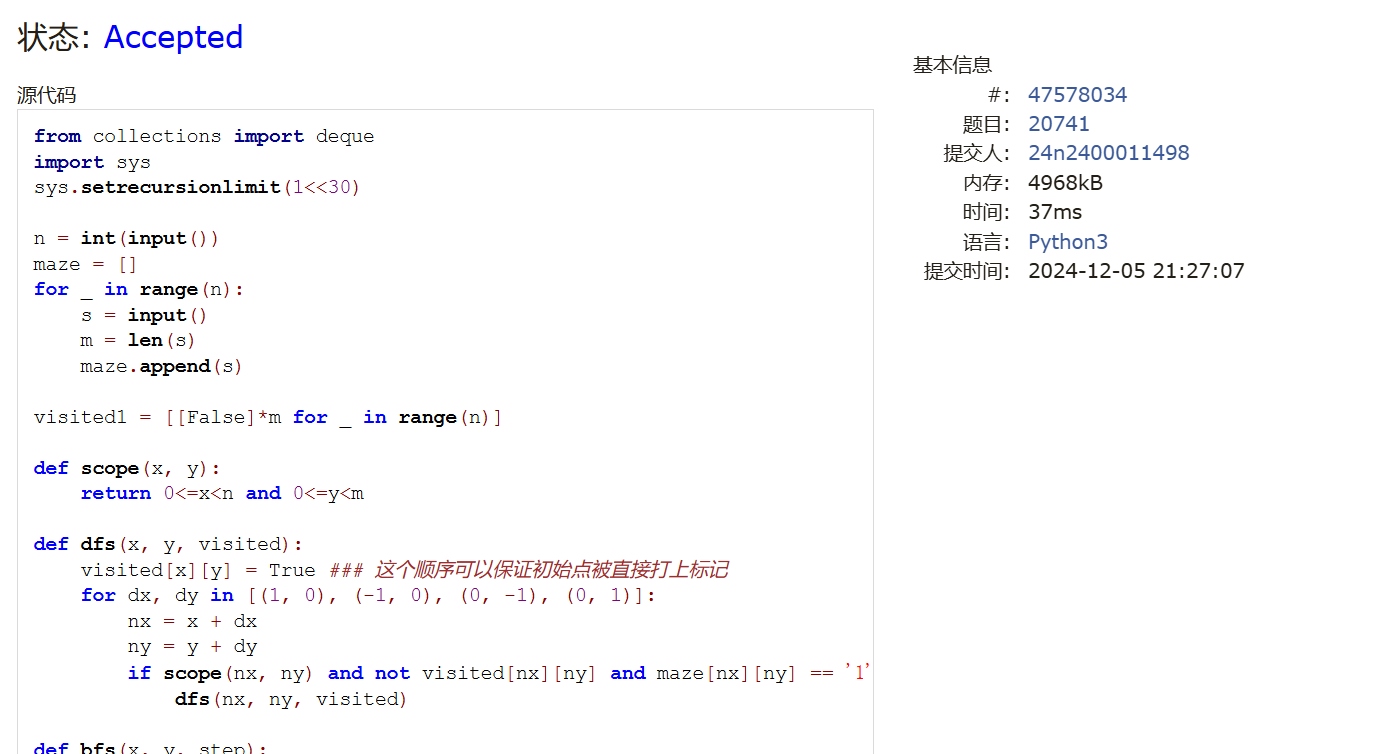 状态: Accepted
源代码
from collections import deque
import sys
sys.setrecursionlimit(1<<30)
n = int(input())
maze = []
for _ in range(n):
    s = input()
    m = len(s)
    maze.append(s)
visited1 = [[False]*m for _ in range(n)]
def scope(x, y):
    return 0<=x<n and 0<=y<m
def dfs(x, y, visited):
    visited[x][y] = True ### 这个顺序可以保证初始点被直接打上标记
    for dx, dy in [(1, 0), (-1, 0), (0, -1), (0, 1)]:
        nx = x + dx
        ny = y + dy
        if scope(nx, ny) and not visited[nx][ny] and maze[nx][ny] == '1'
            dfs(nx, ny, visited)
def bfs(x, y, step):
基本信息
#: 47578034
题目: 20741
提交人: 24n2400011498
内存: 4968kB
时间: 37ms
语言: Python3
提交时间: 2024-12-05 21:27:07